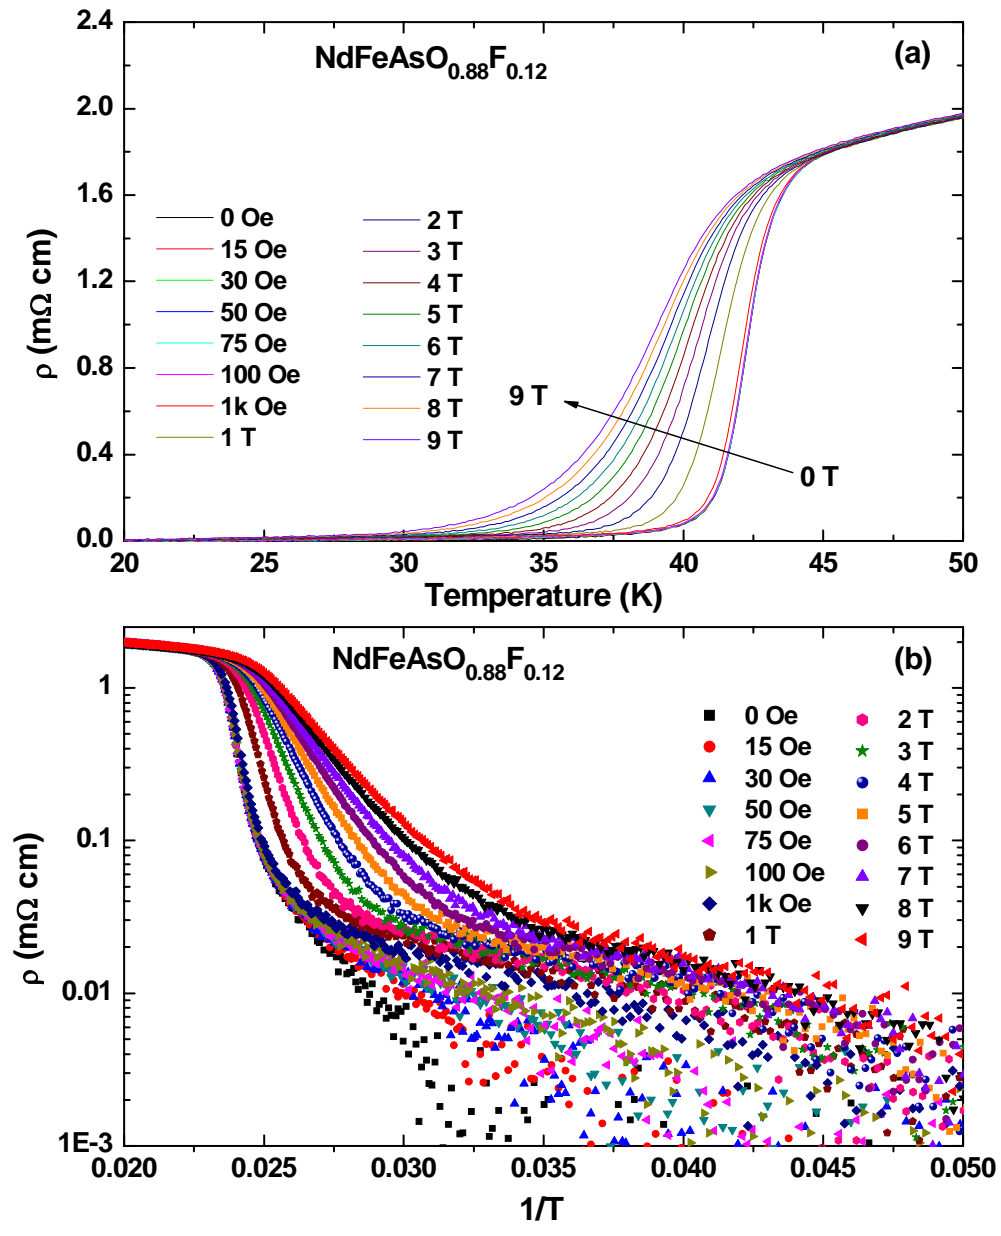 2.4
NdFeAsO0.88F0.12
(a)
2.0
1.6
1.2
0.8
0.4
0.0
ρ (mΩ cm)
0 Oe
15 Oe
30 Oe
50 Oe
75 Oe
100 Oe
1k Oe
1 T
2 T
3 T
4 T
5 T
6 T
7 T
8 T
9 T
9 T
0 T
20 25 30 35 40 45 50
Temperature (K)
NdFeAsO0.88F0.12
(b)
1
0.1
0.01
1E-3
ρ (mΩ cm)
0 Oe
15 Oe
30 Oe
50 Oe
75 Oe
100 Oe
1k Oe
1 T
2 T
3 T
4 T
5 T
6 T
7 T
8 T
9 T
0.020 0.025 0.030 0.035 0.040 0.045 0.050
1/T